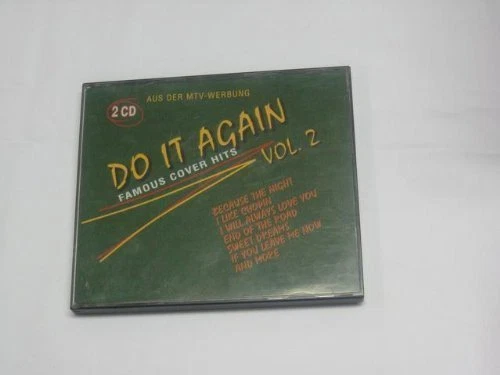 2 CD
AUS DER MTV-WERBUNG
DO IT AGAIN
FAMOUS COVER HITS
VOL. 2
BECAUSE THE NIGHT
I LIKE CHOPIN
I WILL ALWAYS LOVE YOU
END OF THE ROAD
SWEET DREAMS
IF YOU LEAVE ME NOW
AND MORE